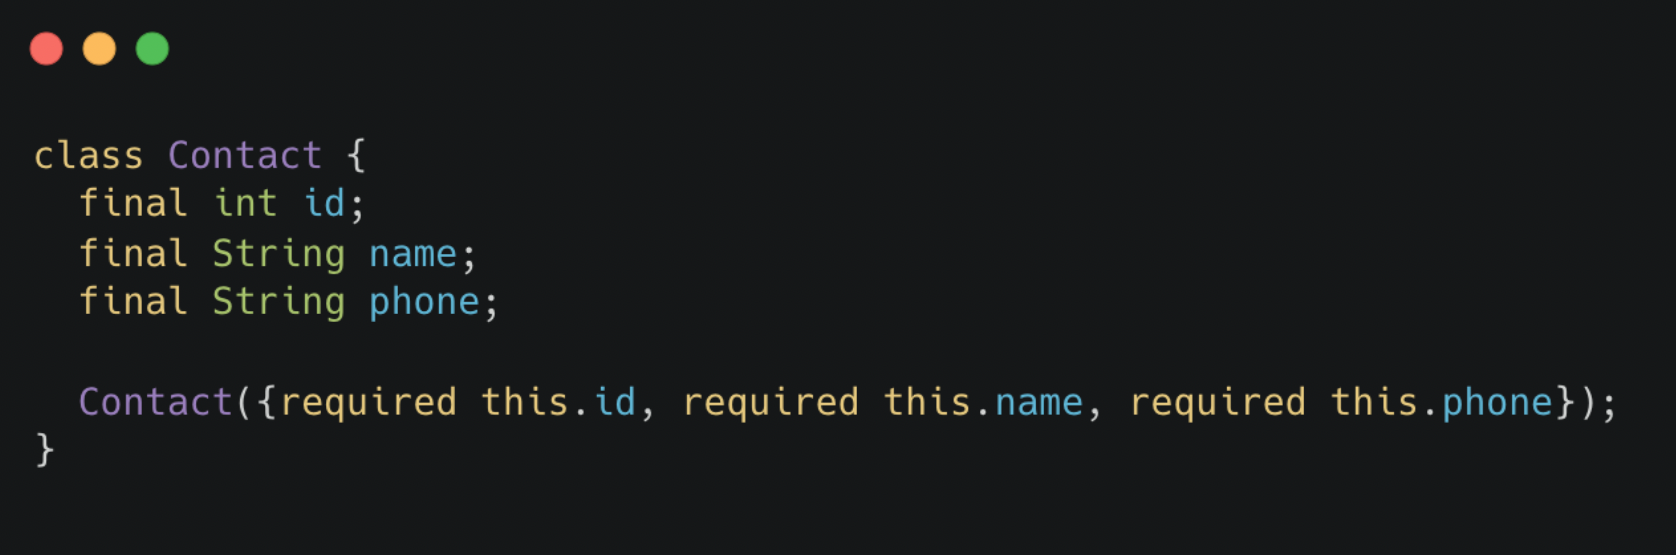 class Contact {
  final int id;
  final String name;
  final String phone;

  Contact({required this.id, required this.name, required this.phone});
}